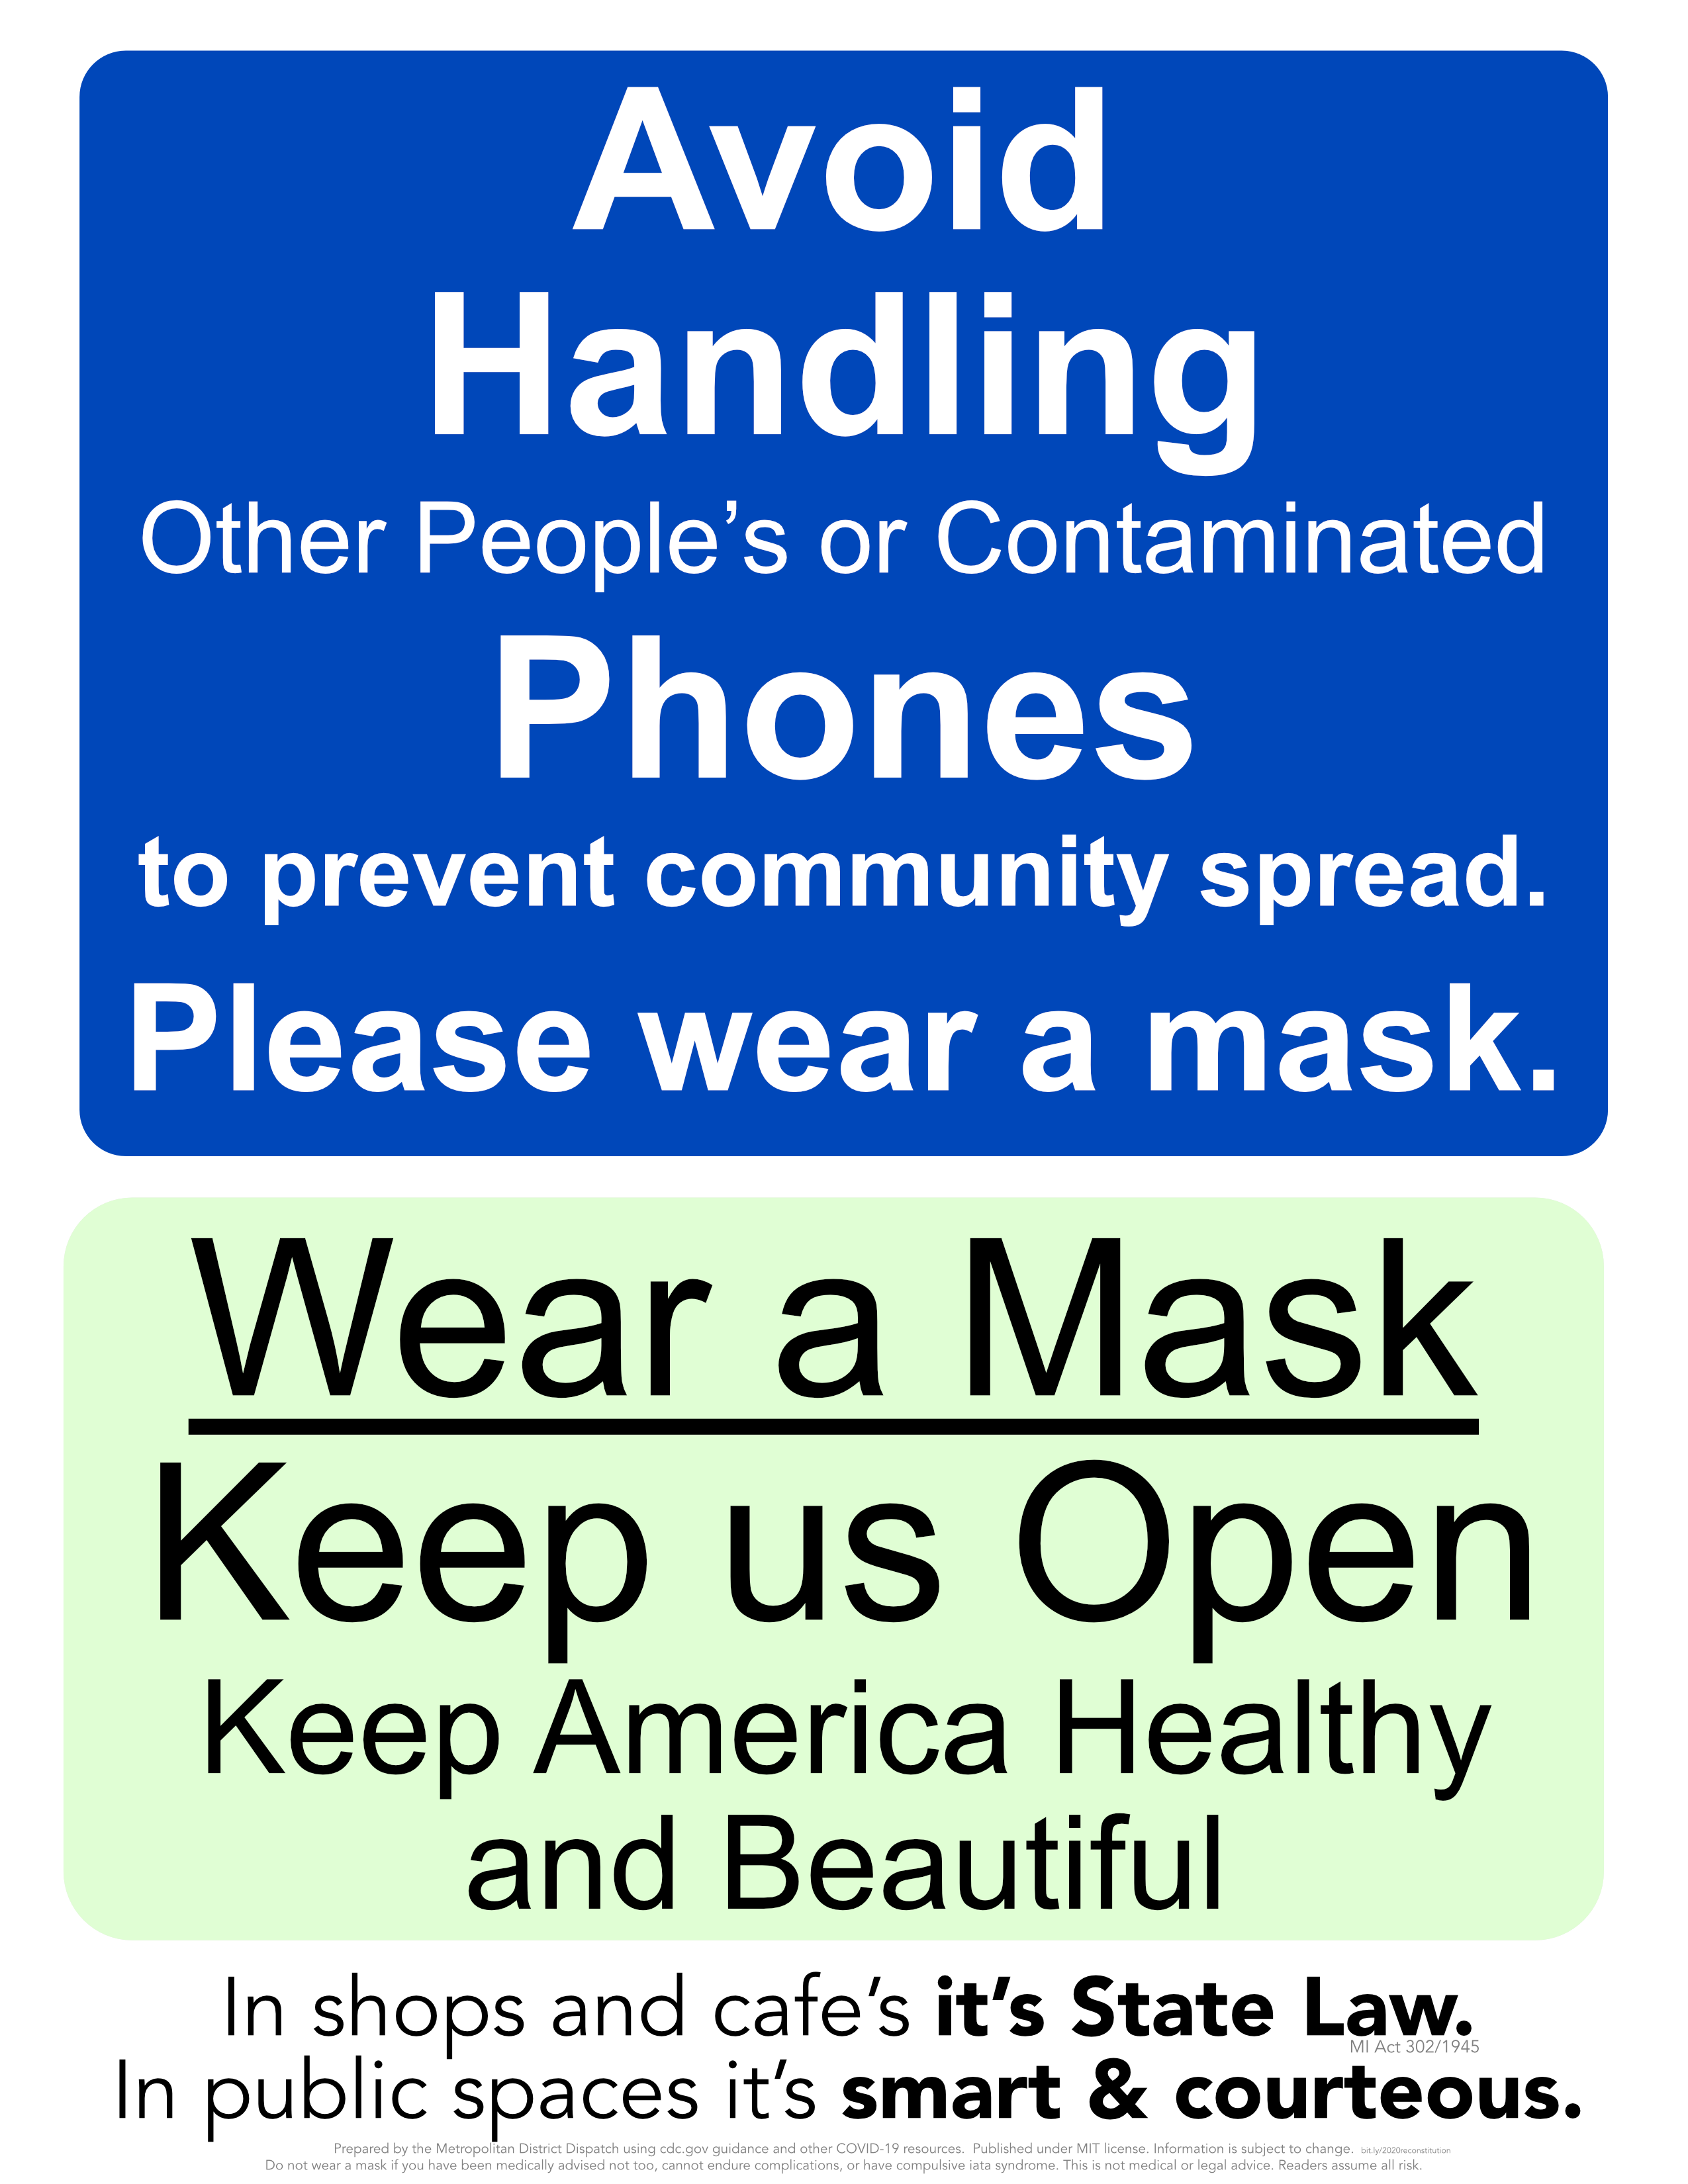 Avoid
Handling
Other People’s or Contaminated
Phones
to prevent community spread.
Please wear a mask.
Wear a Mask
Keep us Open
Keep America Healthy
and Beautiful
In shops and cafe’s it’s State Law.
MI Act 302/1945
In public spaces it’s smart & courteous.
Prepared by the Metropolitan District Dispatch using cdc.gov guidance and other COVID-19 resources. Published under MIT license. Information is subject to change. bit.ly/2020reconstitution
Do not wear a mask if you have been medically advised not too, cannot endure complications, or have compulsive iata syndrome. This is not medical or legal advice. Readers assume all risk.